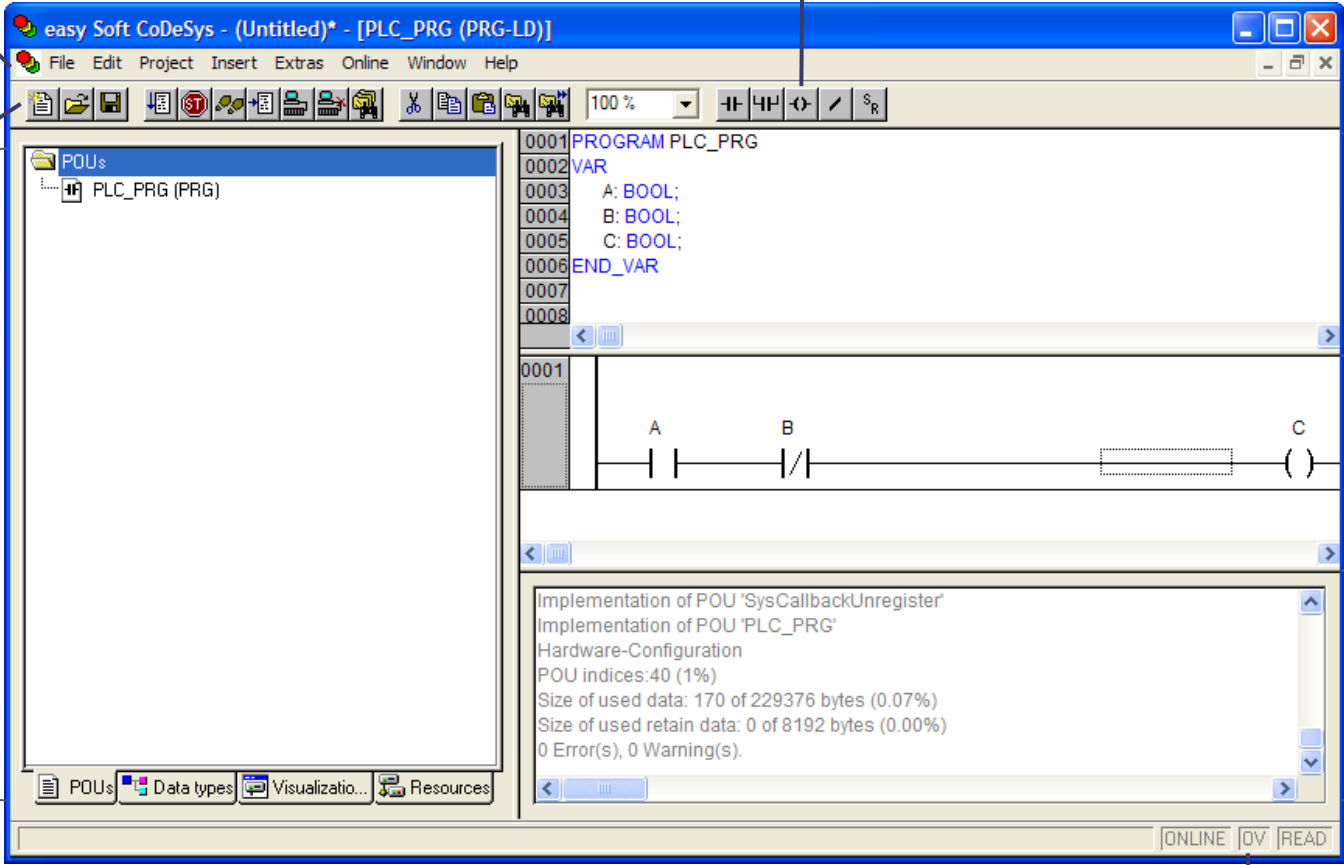 easy Soft CoDeSys - (Untitled)* - [PLC_PRG (PRG-LD)]
File Edit Project Insert Extras Online Window Help
ST 100 % S R
POUs
PLC_PRG (PRG)
0001 PROGRAM PLC_PRG
0002 VAR
0003 A: BOOL;
0004 B: BOOL;
0005 C: BOOL;
0006 END_VAR
0007
0008
0001
A B C
Implementation of POU 'SysCallbackUnregister'
Implementation of POU 'PLC_PRG'
Hardware-Configuration
POU indices:40 (1%)
Size of used data: 170 of 229376 bytes (0.07%)
Size of used retain data: 0 of 8192 bytes (0.00%)
0 Error(s), 0 Warning(s).
POUs Data types Visualizatio... Resources
ONLINE OV READ